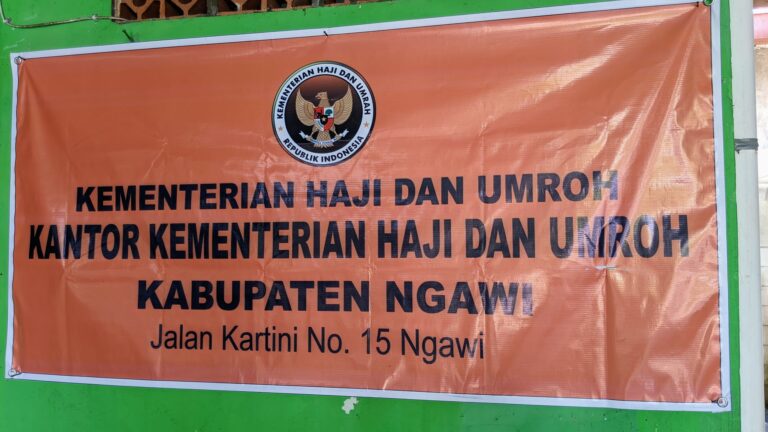 KEMENTERIAN HAJI DAN UMRAH
REPUBLIK INDONESIA
KEMENTERIAN HAJI DAN UMROH
KANTOR KEMENTERIAN HAJI DAN UMROH
KABUPATEN NGAWI
Jalan Kartini No. 15 Ngawi